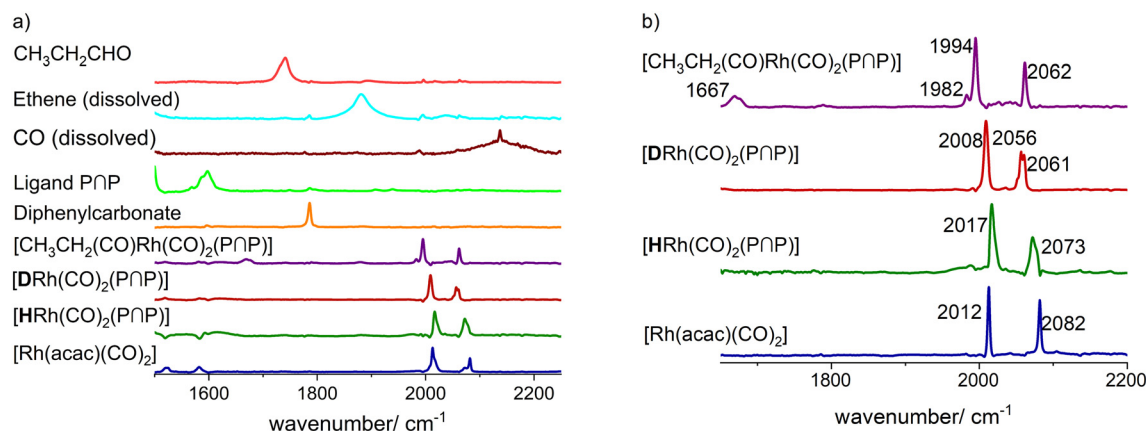 a)
CH₃CH₂CHO
Ethene (dissolved)
CO (dissolved)
Ligand P∩P
Diphenylcarbonate
[CH₃CH₂(CO)Rh(CO)₂(P∩P)]
[DRh(CO)₂(P∩P)]
[HRh(CO)₂(P∩P)]
[Rh(acac)(CO)₂]
1600 1800 2000 2200
wavenumber/ cm⁻¹
b)
[CH₃CH₂(CO)Rh(CO)₂(P∩P)]
1994
2062
1982
1667
[DRh(CO)₂(P∩P)]
2008
2056
2061
[HRh(CO)₂(P∩P)]
2017
2073
[Rh(acac)(CO)₂]
2012
2082
1800 2000 2200
wavenumber/ cm⁻¹